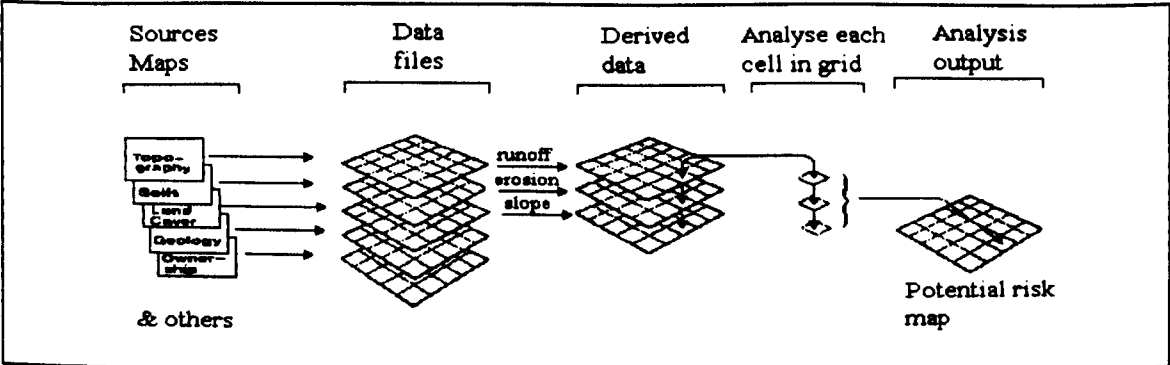 Sources
Maps
Data
files
Derived
data
Analyse each
cell in grid
Analysis
output
Topo-
graphy
Soils
Land
Cover
Geology
Owner-
ship
& others
runoff
erosion
slope
Potential risk
map